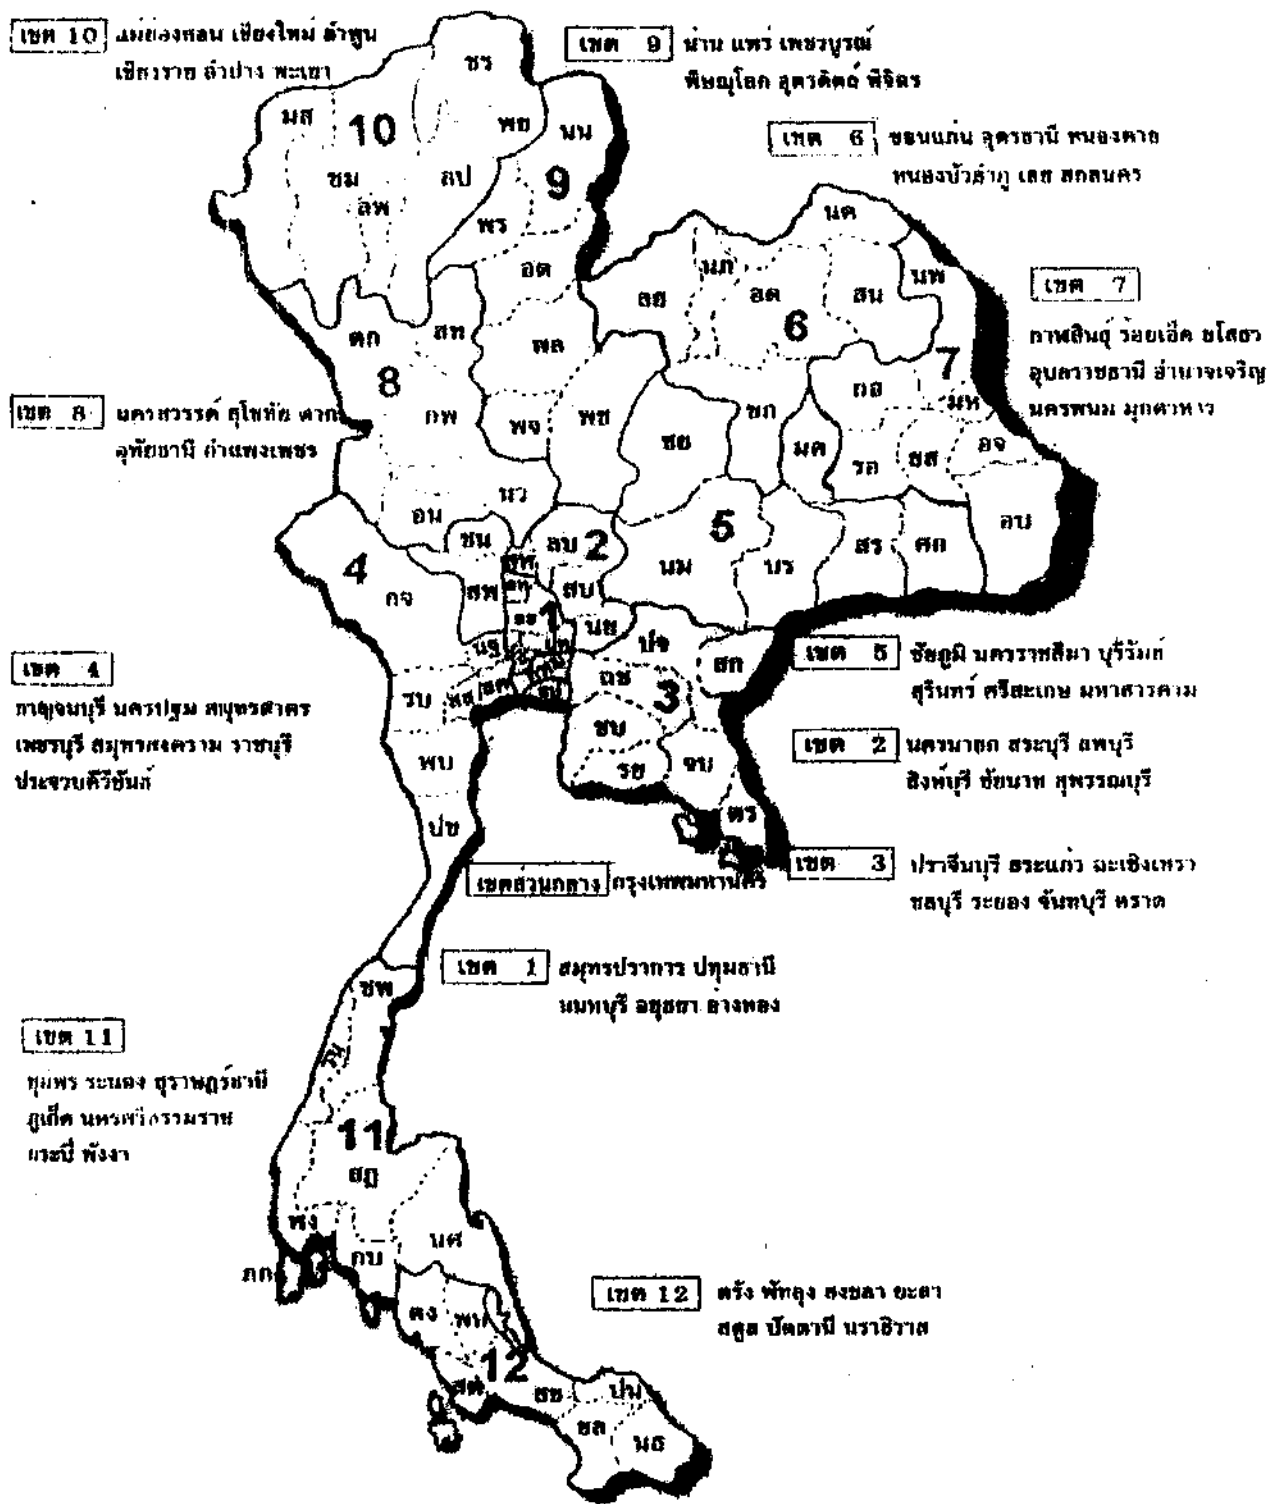 เขต 10 แม่ฮ่องสอน เชียงใหม่ ลำพูน
เชียงราย ลำปาง พะเยา
เขต 9 น่าน แพร่ เพชรบูรณ์
พิษณุโลก อุตรดิตถ์ พิจิตร
เขต 6 ขอนแก่น อุดรธานี หนองคาย
หนองบัวลำภู เลย สกลนคร
เขต 7
กาฬสินธุ์ ร้อยเอ็ด ยโสธร
อุบลราชธานี อำนาจเจริญ
นครพนม มุกดาหาร
เขต 8 นครสวรรค์ สุโขทัย ตาก
อุทัยธานี กำแพงเพชร
เขต 4
กาญจนบุรี นครปฐม สมุทรสาคร
เพชรบุรี สมุทรสงคราม ราชบุรี
ประจวบคีรีขันธ์
เขต 5 ชัยภูมิ นครราชสีมา บุรีรัมย์
สุรินทร์ ศรีสะเกษ มหาสารคาม
เขต 2 นครนายก สระบุรี ลพบุรี
สิงห์บุรี ชัยนาท สุพรรณบุรี
เขต 3 ปราจีนบุรี สระแก้ว ฉะเชิงเทรา
ชลบุรี ระยอง จันทบุรี ตราด
เขตส่วนกลาง กรุงเทพมหานคร
เขต 1 สมุทรปราการ ปทุมธานี
นนทบุรี อยุธยา อ่างทอง
เขต 11
ชุมพร ระนอง สุราษฎร์ธานี
ภูเก็ต นครศรีธรรมราช
กระบี่ พังงา
เขต 12 ตรัง พัทลุง สงขลา ยะลา
สตูล ปัตตานี นราธิวาส
ชร
มส 10 พย นน
ชม ลป 9
ลพ
พร
อต
นค
นภ นพ
ลย อด สน
6
ตก สท พล
8 7
กพ พจ พช ขก กส มห
ชย มค รอ ยส อจ
นว
อน 5 อบ
ชน ลบ 2 นม บร สร ศก
4 กจ สพ สบ
1 นย ปจ
นฐ สก
รบ สส สค ฉช 3
ชบ
พบ รย จบ
ปข ตร
ชพ
รน
11
สฎ
พง กบ นศ
ภก
ตง พท
12
สต สข ปน
ยล นธ